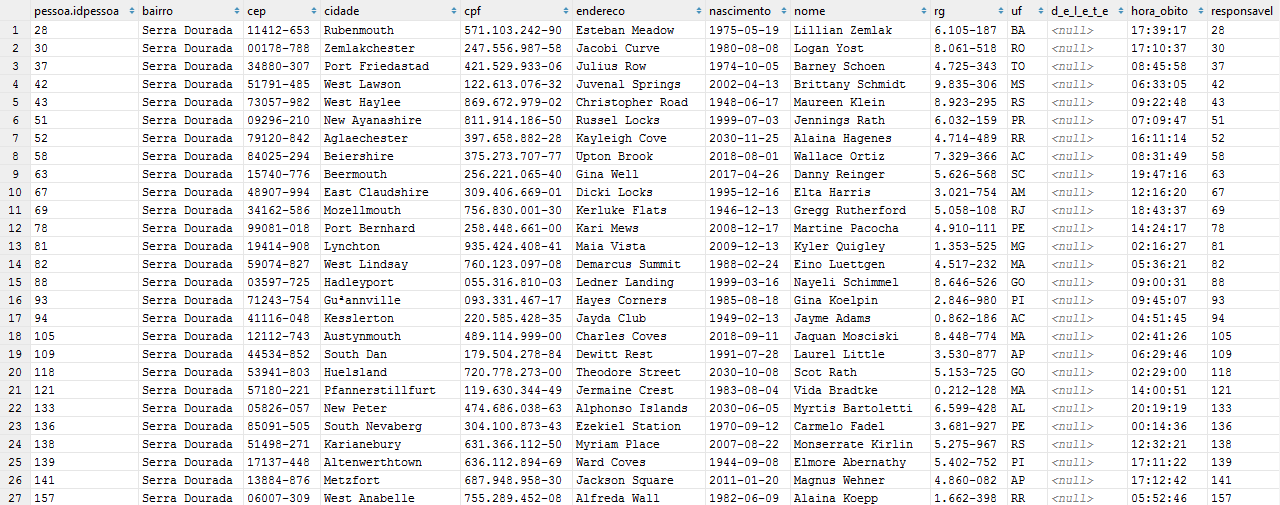 pessoa.idpessoa bairro cep cidade cpf endereco nascimento nome rg uf d_e_l_e_t_e hora_obito responsavel
1 28 Serra Dourada 11412-653 Rubenmouth 571.103.242-90 Esteban Meadow 1975-05-19 Lillian Zemlak 6.105-187 BA <null> 17:39:17 28
2 30 Serra Dourada 00178-788 Zemlakchester 247.556.987-58 Jacobi Curve 1980-08-08 Logan Yost 8.061-518 RO <null> 17:10:37 30
3 37 Serra Dourada 34880-307 Port Friedastad 421.529.933-06 Julius Row 1974-10-05 Barney Schoen 4.725-343 TO <null> 08:45:58 37
4 42 Serra Dourada 51791-485 West Lawson 122.613.076-32 Juvenal Springs 2002-04-13 Brittany Schmidt 9.835-306 MS <null> 06:33:05 42
5 43 Serra Dourada 73057-982 West Haylee 869.672.979-02 Christopher Road 1948-06-17 Maureen Klein 8.923-295 RS <null> 09:22:48 43
6 51 Serra Dourada 09296-210 New Ayanashire 811.914.186-50 Russel Locks 1999-07-03 Jennings Rath 6.032-159 PR <null> 07:09:47 51
7 52 Serra Dourada 79120-842 Aglaechester 397.658.882-28 Kayleigh Cove 2030-11-25 Alaina Hagenes 4.714-489 RR <null> 16:11:14 52
8 58 Serra Dourada 84025-294 Beiershire 375.273.707-77 Upton Brook 2018-08-01 Wallace Ortiz 7.329-366 AC <null> 08:31:49 58
9 63 Serra Dourada 15740-776 Beermouth 256.221.065-40 Gina Well 2017-04-26 Danny Reinger 5.626-568 SC <null> 19:47:16 63
10 67 Serra Dourada 48907-994 East Claudshire 309.406.669-01 Dicki Locks 1995-12-16 Elta Harris 3.021-754 AM <null> 12:16:20 67
11 69 Serra Dourada 34162-586 Mozellmouth 756.830.001-30 Kerluke Flats 1946-12-13 Gregg Rutherford 5.058-108 RJ <null> 18:43:37 69
12 78 Serra Dourada 99081-018 Port Bernhard 258.448.661-00 Kari Mews 2008-12-17 Martine Pacocha 4.910-111 PE <null> 14:24:17 78
13 81 Serra Dourada 19414-908 Lynchton 935.424.408-41 Maia Vista 2009-12-13 Kyler Quigley 1.353-525 MG <null> 02:16:27 81
14 82 Serra Dourada 59074-827 West Lindsay 760.123.097-08 Demarcus Summit 1988-02-24 Eino Luettgen 4.517-232 MA <null> 05:36:21 82
15 88 Serra Dourada 03597-725 Hadleyport 055.316.810-03 Ledner Landing 1999-03-16 Nayeli Schimmel 8.646-526 GO <null> 09:00:31 88
16 93 Serra Dourada 71243-754 Guªannville 093.331.467-17 Hayes Corners 1985-08-18 Gina Koelpin 2.846-980 PI <null> 09:45:07 93
17 94 Serra Dourada 41116-048 Kesslerton 220.585.428-35 Jayda Club 1949-02-13 Jayme Adams 0.862-186 AC <null> 04:51:45 94
18 105 Serra Dourada 12112-743 Austynmouth 489.114.999-00 Charles Coves 2018-09-11 Jaquan Mosciski 8.448-774 MA <null> 02:41:26 105
19 109 Serra Dourada 44534-852 South Dan 179.504.278-84 Dewitt Rest 1991-07-28 Laurel Little 3.530-877 AP <null> 06:29:46 109
20 118 Serra Dourada 53941-803 Huelsland 720.778.273-00 Theodore Street 2030-10-08 Scot Rath 5.153-725 GO <null> 02:29:00 118
21 121 Serra Dourada 57180-221 Pfannerstillfurt 119.630.344-49 Jermaine Crest 1983-08-04 Vida Bradtke 0.212-128 MA <null> 14:00:51 121
22 133 Serra Dourada 05826-057 New Peter 474.686.038-63 Alphonso Islands 2030-06-05 Myrtis Bartoletti 6.599-428 AL <null> 20:19:19 133
23 136 Serra Dourada 85091-505 South Nevaberg 304.100.873-43 Ezekiel Station 1970-09-12 Carmelo Fadel 3.681-927 PE <null> 00:14:36 136
24 138 Serra Dourada 51498-271 Karianebury 631.366.112-50 Myriam Place 2007-08-22 Monserrate Kirlin 5.275-967 RS <null> 12:32:21 138
25 139 Serra Dourada 17137-448 Altenwerthtown 636.112.894-69 Ward Coves 1944-09-08 Elmore Abernathy 5.402-752 PI <null> 17:11:22 139
26 141 Serra Dourada 13884-876 Metzfort 687.948.958-30 Jackson Square 2011-01-20 Magnus Wehner 4.860-082 AP <null> 17:12:42 141
27 157 Serra Dourada 06007-309 West Anabelle 755.289.452-08 Alfreda Wall 1982-06-09 Alaina Koepp 1.662-398 RR <null> 05:52:46 157